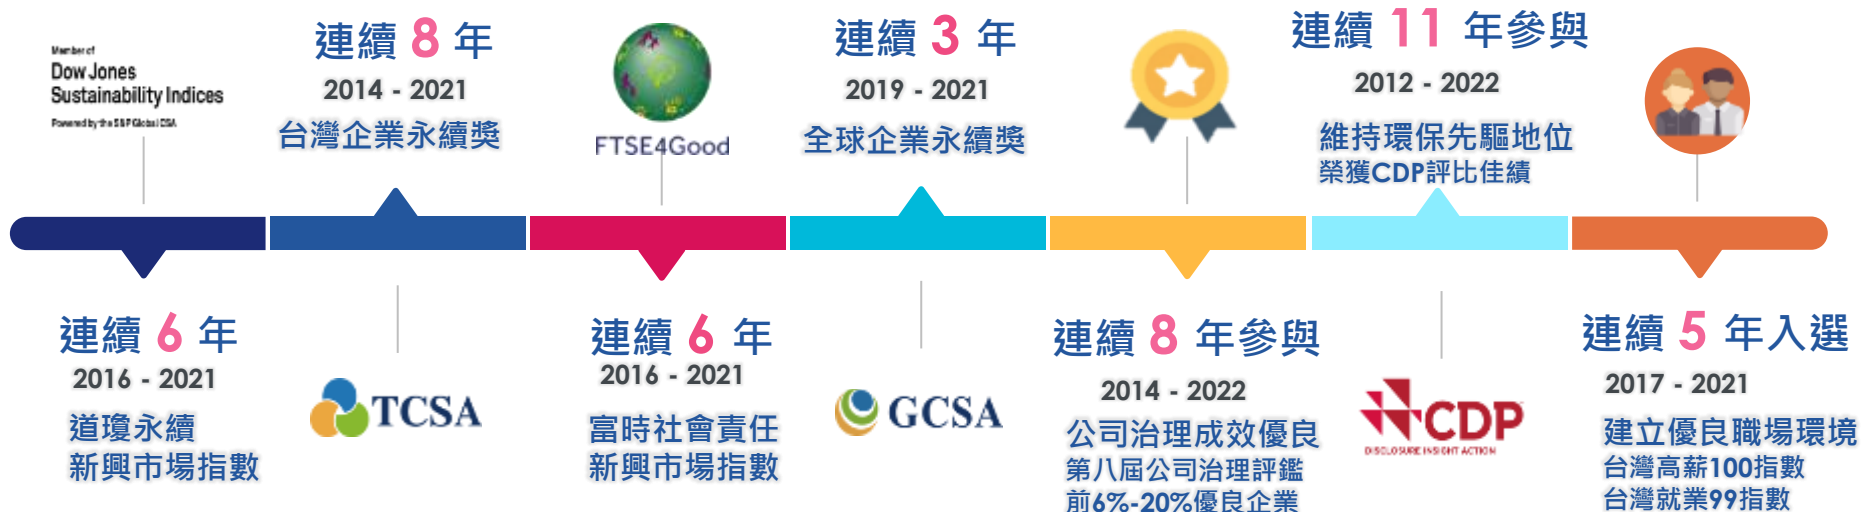 Member of
Dow Jones
Sustainability Indices
Powered by the S&P Global CSA
連續 6 年
2016 - 2021
道瓊永續
新興市場指數
連續 8 年
2014 - 2021
台灣企業永續獎
TCSA
FTSE4Good
連續 6 年
2016 - 2021
富時社會責任
新興市場指數
連續 3 年
2019 - 2021
全球企業永續獎
GCSA
連續 8 年參與
2014 - 2022
公司治理成效優良
第八屆公司治理評鑑
前6%-20%優良企業
連續 11 年參與
2012 - 2022
維持環保先驅地位
榮獲CDP評比佳績
CDP
DISCLOSURE INSIGHT ACTION
連續 5 年入選
2017 - 2021
建立優良職場環境
台灣高薪100指數
台灣就業99指數